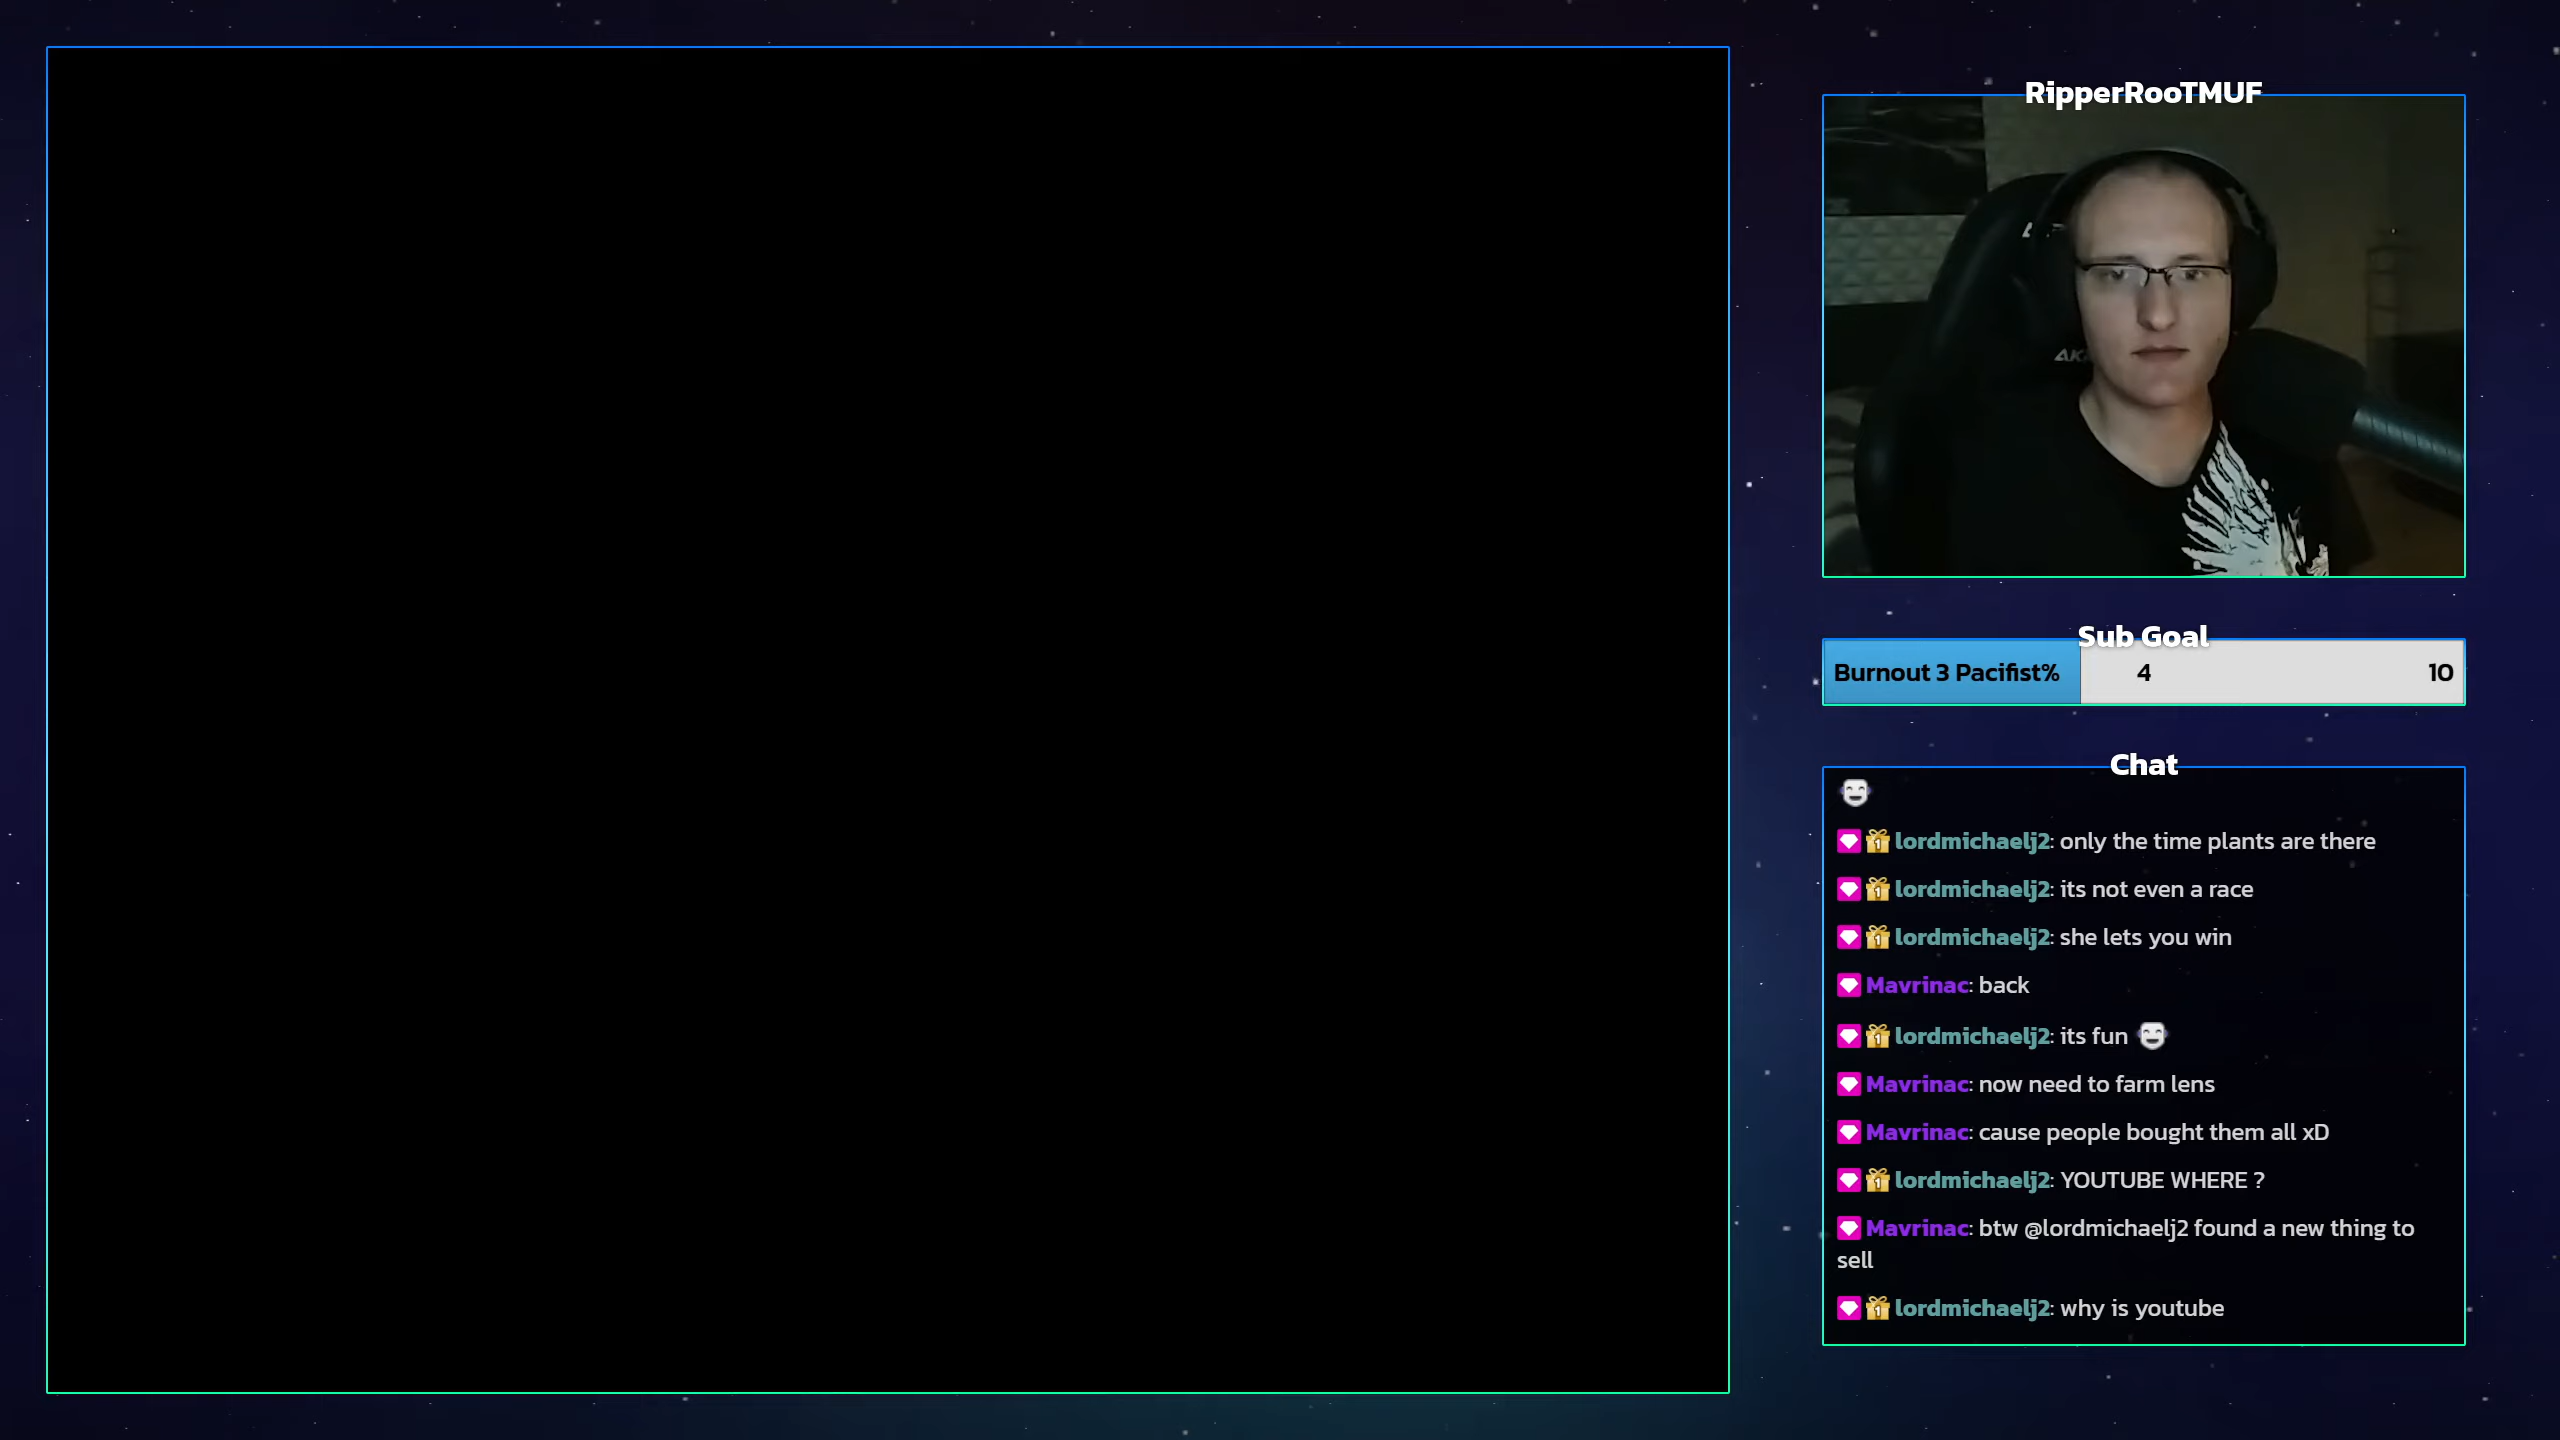 RipperRooTMUF
Sub Goal
Burnout 3 Pacifist% 4 10
Chat
lordmichaelj2: only the time plants are there
lordmichaelj2: its not even a race
lordmichaelj2: she lets you win
Mavrinac: back
lordmichaelj2: its fun
Mavrinac: now need to farm lens
Mavrinac: cause people bought them all xD
lordmichaelj2: YOUTUBE WHERE ?
Mavrinac: btw @lordmichaelj2 found a new thing to
sell
lordmichaelj2: why is youtube